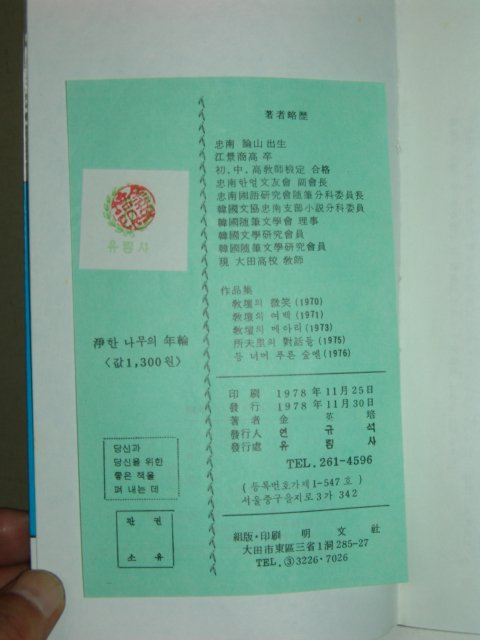 유림사
淨한 나무의 年輪
〈값1,300원〉
당신과
당신을 위한
좋은 책을
펴 내는 데
판 권
소 유
著者略歷
忠南 論山 出生
江景商高 卒
初.中.高敎師檢定 合格
忠南한얼文友會 副會長
忠南國語硏究會隨筆分科委員長
韓國文協忠南支部小說分科委員
韓國隨筆文學會 理事
韓國文學硏究會員
韓國隨筆文學硏究會員
現 大田高校 敎師
作品集
敎壇의 微笑(1970)
敎壇의 여백(1971)
敎壇의 메아리(1973)
所夫里의 對話들(1975)
들 너머 푸른 숲엔(1976)
印 刷 1978年11月25日
發 行 1978年11月30日
著 者 金 英 培
發行人 연 규 석
發行處 유 림 사
TEL. 261-4596
(등록번호가제1-547호)
서울중구을지로3가 342
組版·印刷 明 文 社
大田市東區三省1洞 285-27
TEL. ③3226·7026